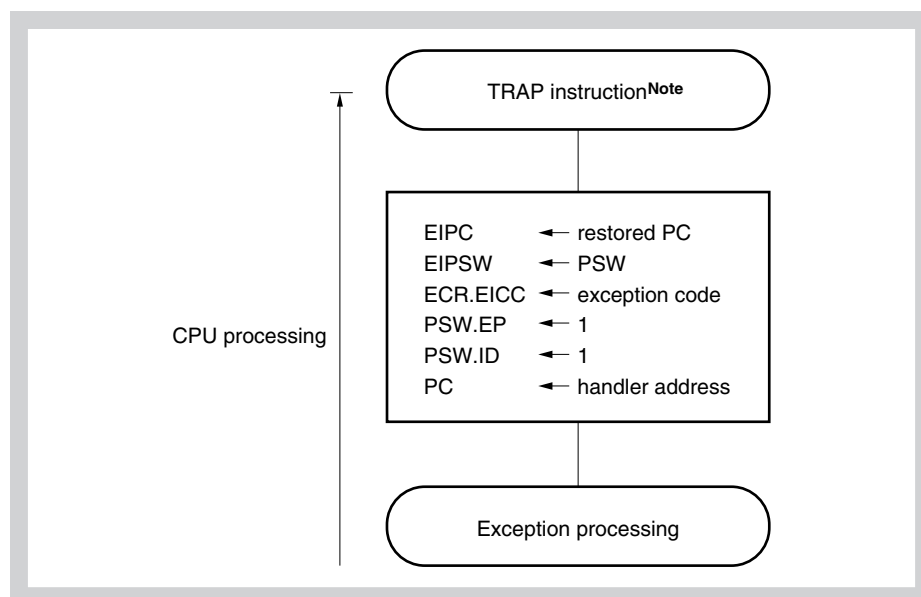 TRAP instructionNote
EIPC ← restored PC
EIPSW ← PSW
ECR.EICC ← exception code
PSW.EP ← 1
PSW.ID ← 1
PC ← handler address
CPU processing
Exception processing